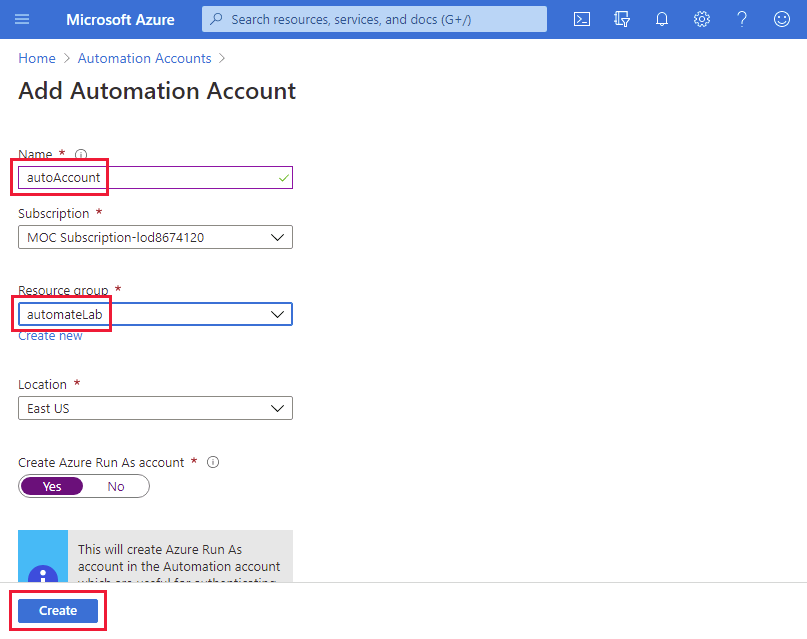 Microsoft Azure
Search resources, services, and docs (G+/)
Home > Automation Accounts >
Add Automation Account
Name *
autoAccount
Subscription *
MOC Subscription-lod8674120
Resource group *
automateLab
Create new
Location *
East US
Create Azure Run As account *
Yes No
This will create Azure Run As
account in the Automation account
which are useful for authenticating
Create